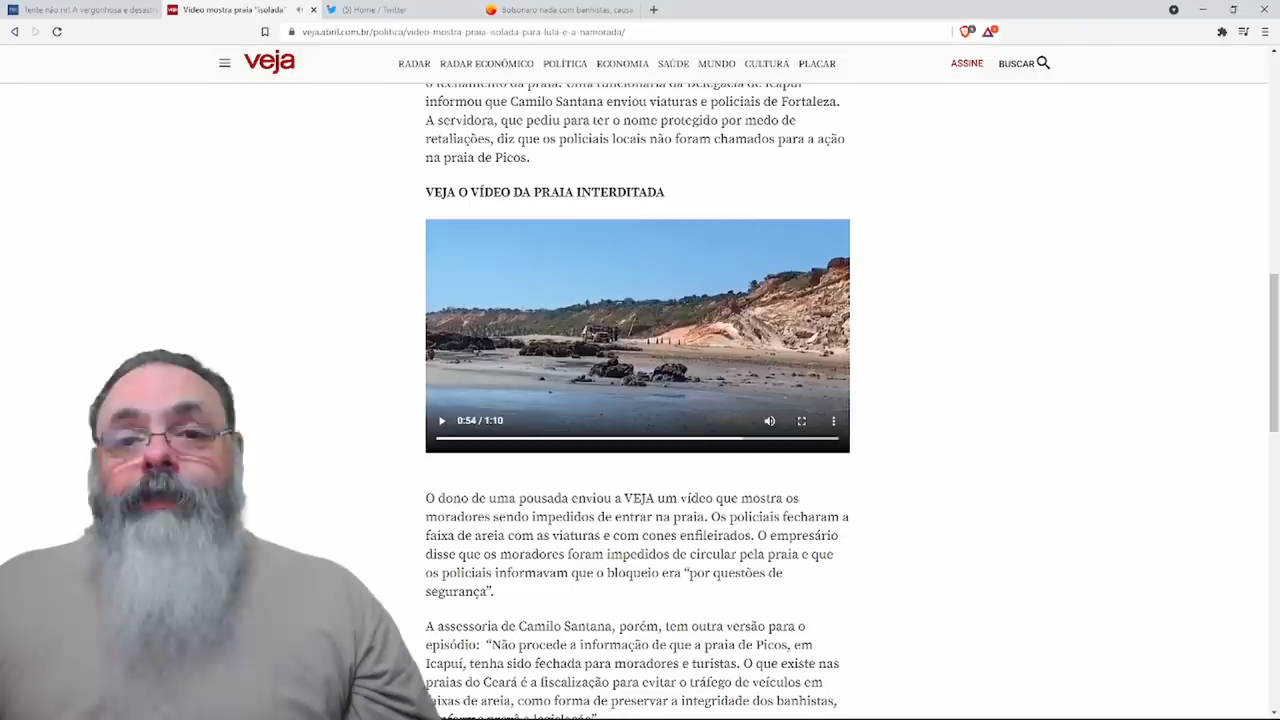 Tente não rir! A vergonhosa e desastr
Vídeo mostra praia "isolada"
(5) Home / Twitter
Bolsonaro nada com banhistas, causa
veja.abril.com.br/politica/video-mostra-praia-isolada-para-lula-e-a-namorada/
veja
RADAR RADAR ECONÔMICO POLÍTICA ECONOMIA SAÚDE MUNDO CULTURA PLACAR
ASSINE BUSCAR
o fechamento da praia. Uma funcionária da Delegacia de Icapuí
informou que Camilo Santana enviou viaturas e policiais de Fortaleza.
A servidora, que pediu para ter o nome protegido por medo de
retaliações, diz que os policiais locais não foram chamados para a ação
na praia de Picos.
VEJA O VÍDEO DA PRAIA INTERDITADA
0:54 / 1:10
O dono de uma pousada enviou a VEJA um vídeo que mostra os
moradores sendo impedidos de entrar na praia. Os policiais fecharam a
faixa de areia com as viaturas e com cones enfileirados. O empresário
disse que os moradores foram impedidos de circular pela praia e que
os policiais informavam que o bloqueio era “por questões de
segurança”.
A assessoria de Camilo Santana, porém, tem outra versão para o
episódio: “Não procede a informação de que a praia de Picos, em
Icapuí, tenha sido fechada para moradores e turistas. O que existe nas
praias do Ceará é a fiscalização para evitar o tráfego de veículos em
faixas de areia, como forma de preservar a integridade dos banhistas,
prevê a legislação”